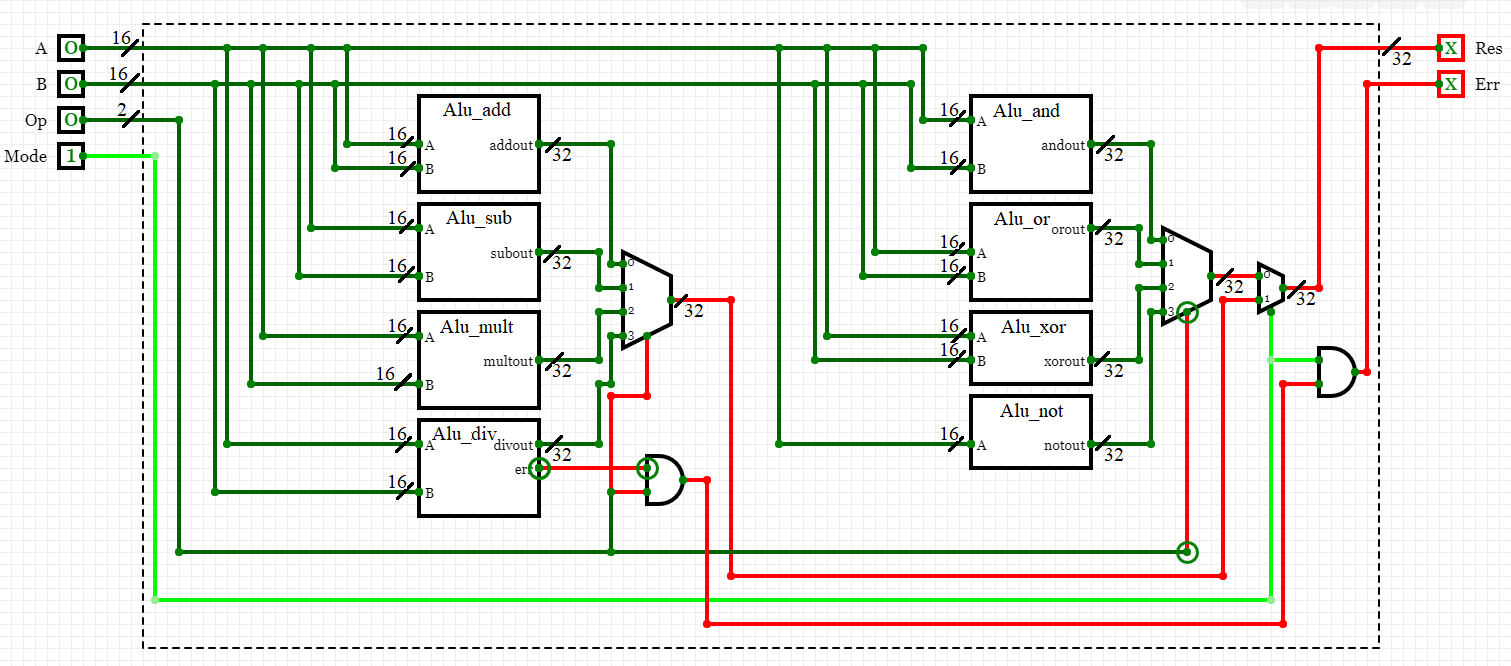 A 0 16
B 0 16
Op 0 2
Mode 1
Alu_add
16 A
16 B
addout 32
Alu_sub
16 A
16 B
subout 32
Alu_mult
16 A
16 B
multout 32
Alu_div
16 A
16 B
divout 32
err
0
1
2
3
32
Alu_and
16 A
16 B
andout 32
Alu_or
16 A
16 B
orout 32
Alu_xor
16 A
16 B
xorout 32
Alu_not
16 A
notout 32
0
1
2
3
32
0
1
32
32 X Res
X Err